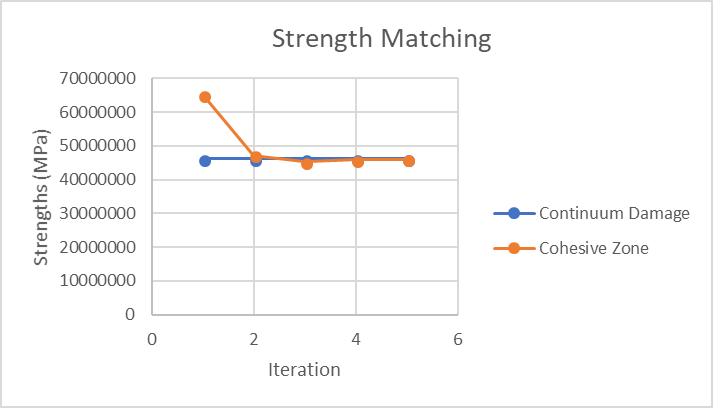 Strength Matching
70000000
60000000
50000000
40000000
30000000
20000000
10000000
0
Strengths (MPa)
0 2 4 6
Iteration
Continuum Damage
Cohesive Zone